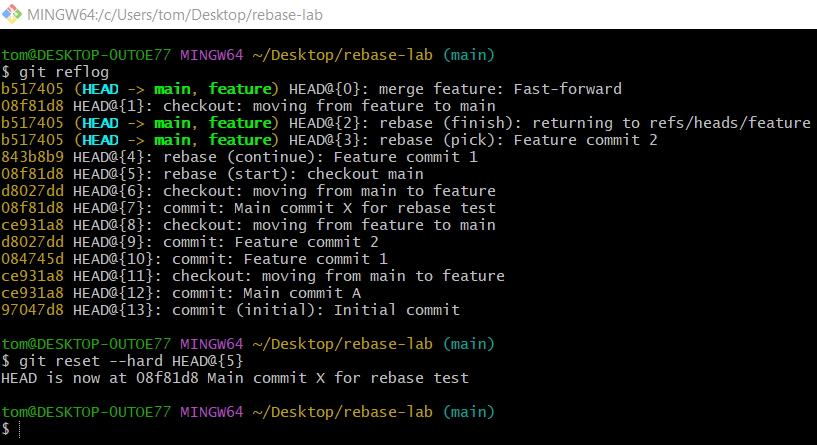 MINGW64:/c/Users/tom/Desktop/rebase-lab
tom@DESKTOP-OUTOE77 MINGW64 ~/Desktop/rebase-lab (main)
$ git reflog
b517405 (HEAD -> main, feature) HEAD@{0}: merge feature: Fast-forward
08f81d8 HEAD@{1}: checkout: moving from feature to main
b517405 (HEAD -> main, feature) HEAD@{2}: rebase (finish): returning to refs/heads/feature
b517405 (HEAD -> main, feature) HEAD@{3}: rebase (pick): Feature commit 2
843b8b9 HEAD@{4}: rebase (continue): Feature commit 1
08f81d8 HEAD@{5}: rebase (start): checkout main
d8027dd HEAD@{6}: checkout: moving from main to feature
08f81d8 HEAD@{7}: commit: Main commit X for rebase test
ce931a8 HEAD@{8}: checkout: moving from feature to main
d8027dd HEAD@{9}: commit: Feature commit 2
084745d HEAD@{10}: commit: Feature commit 1
ce931a8 HEAD@{11}: checkout: moving from main to feature
ce931a8 HEAD@{12}: commit: Main commit A
97047d8 HEAD@{13}: commit (initial): Initial commit
tom@DESKTOP-OUTOE77 MINGW64 ~/Desktop/rebase-lab (main)
$ git reset --hard HEAD@{5}
HEAD is now at 08f81d8 Main commit X for rebase test
tom@DESKTOP-OUTOE77 MINGW64 ~/Desktop/rebase-lab (main)
$